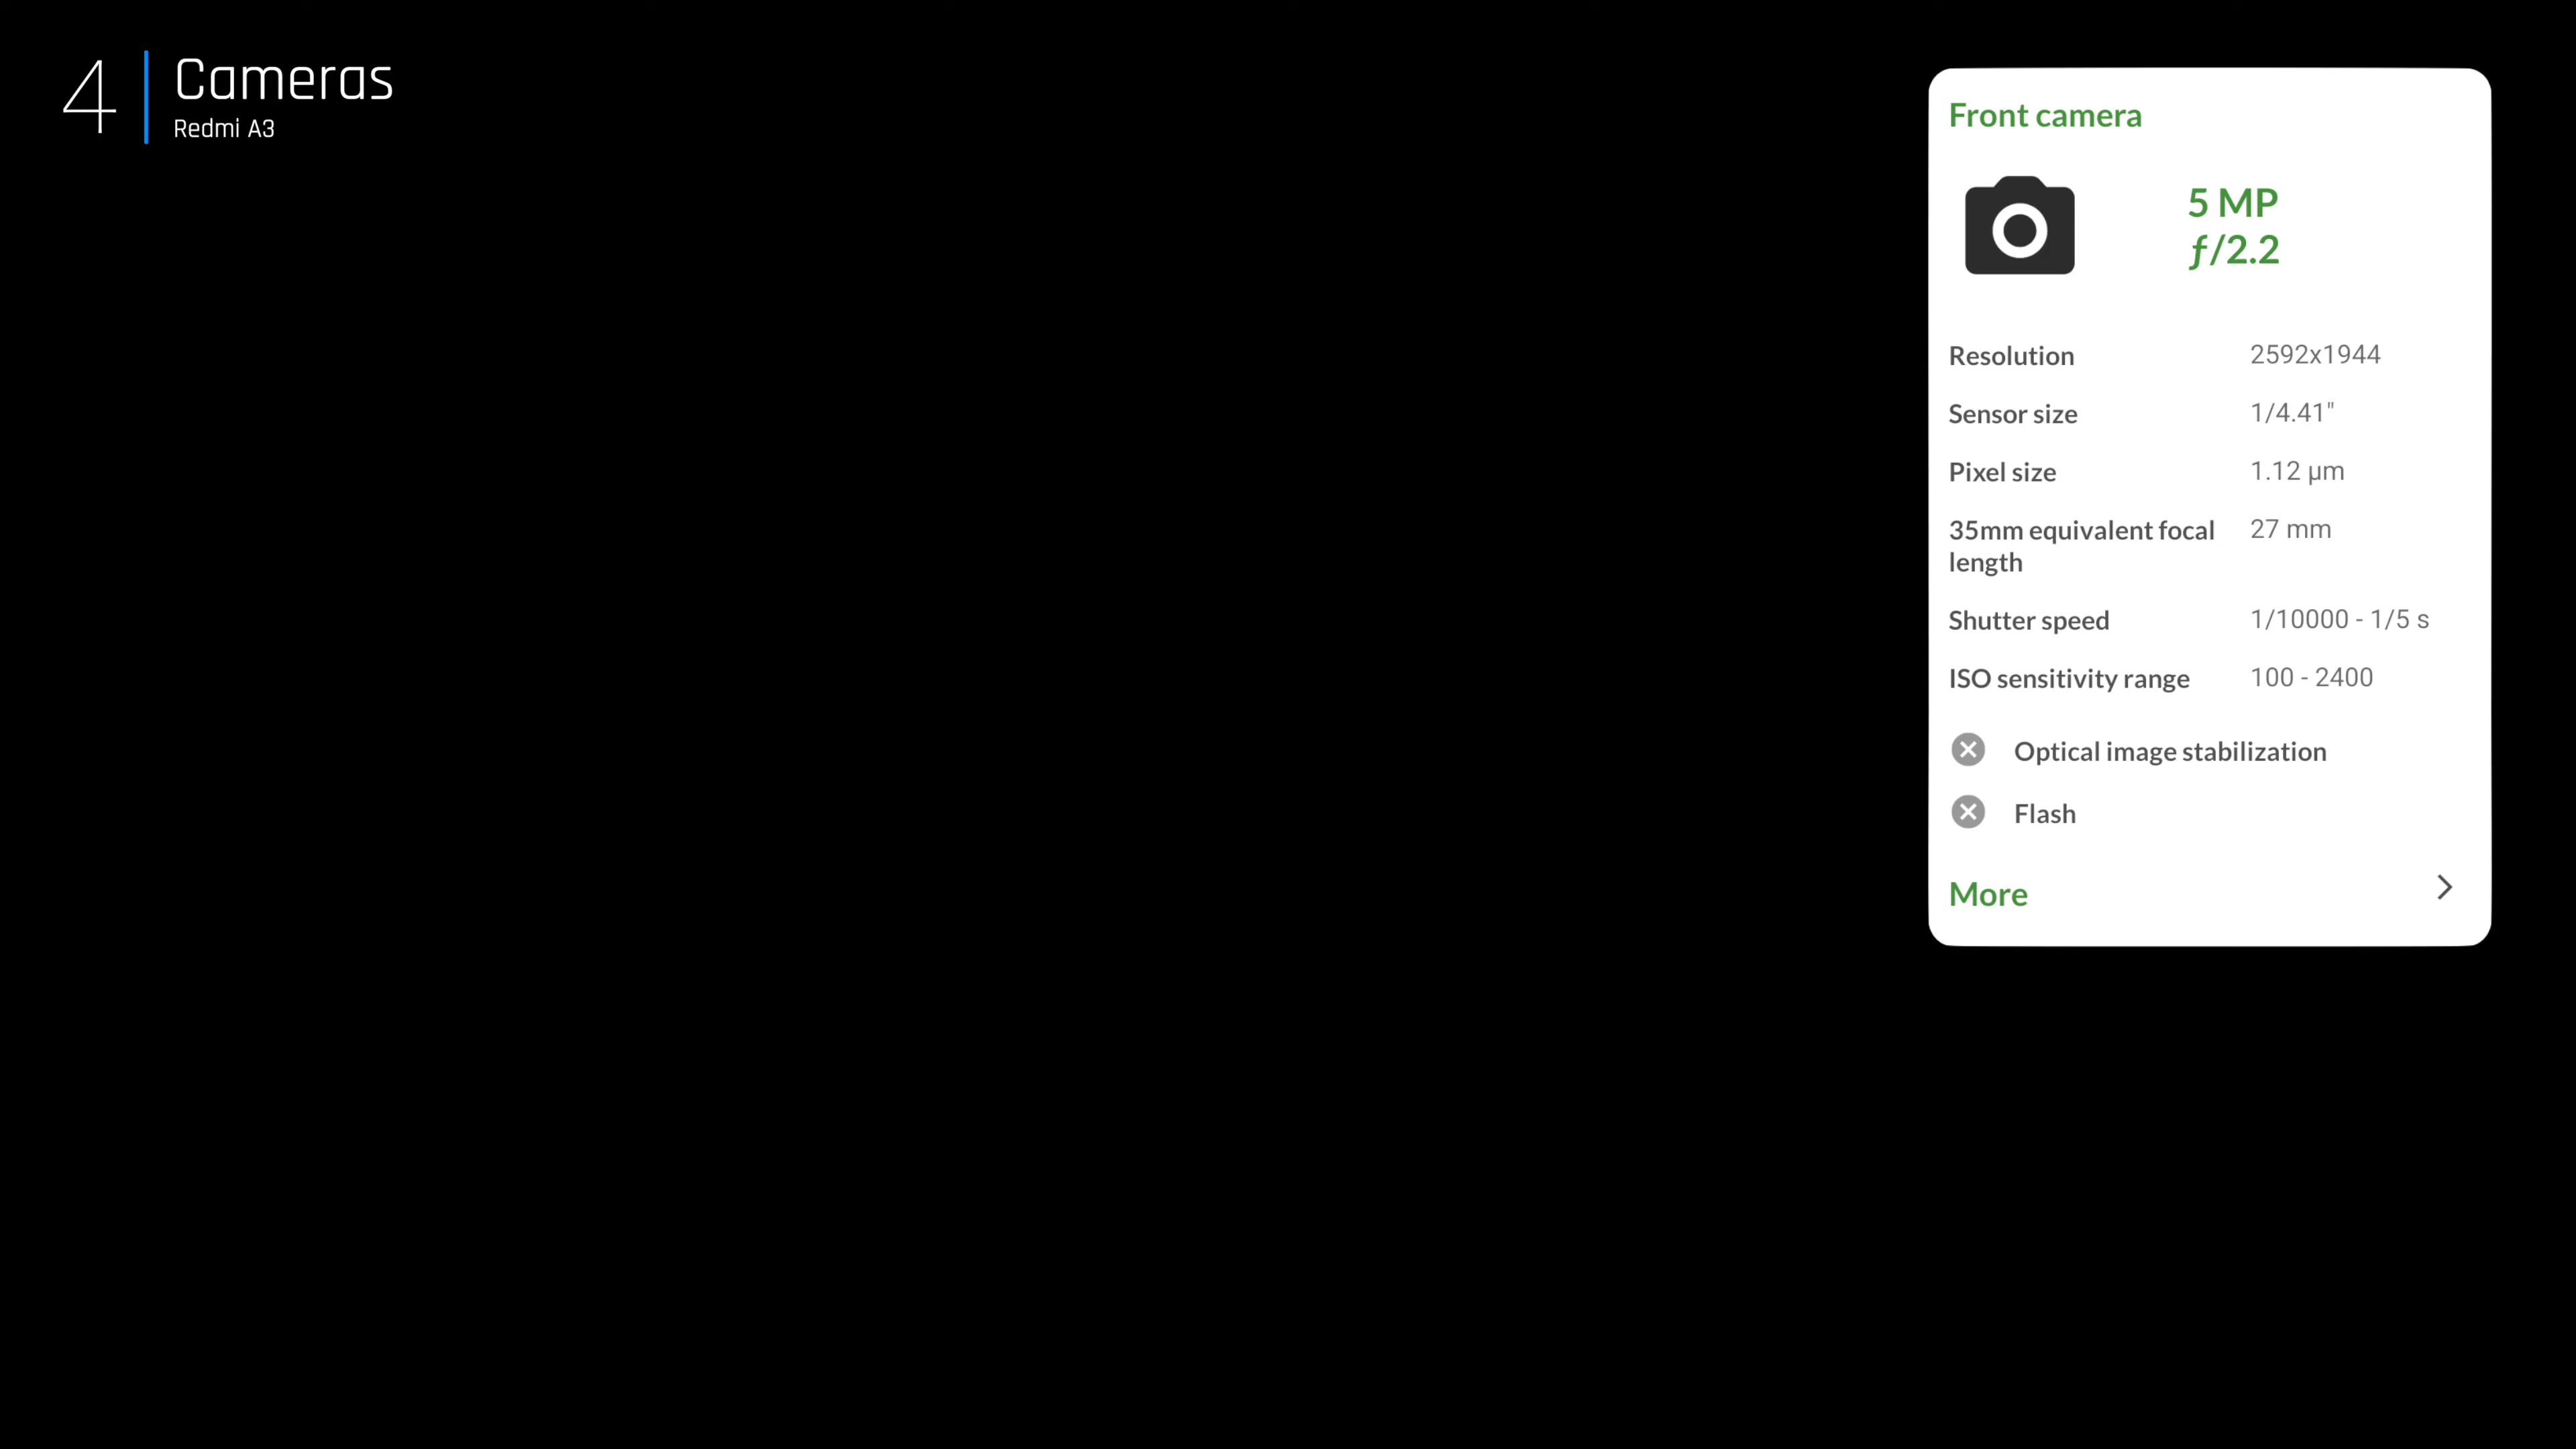 4
Cameras
Redmi A3
Front camera
5 MP
ƒ/2.2
Resolution 2592x1944
Sensor size 1/4.41"
Pixel size 1.12 µm
35mm equivalent focal 27 mm
length
Shutter speed 1/10000 - 1/5 s
ISO sensitivity range 100 - 2400
Optical image stabilization
Flash
More